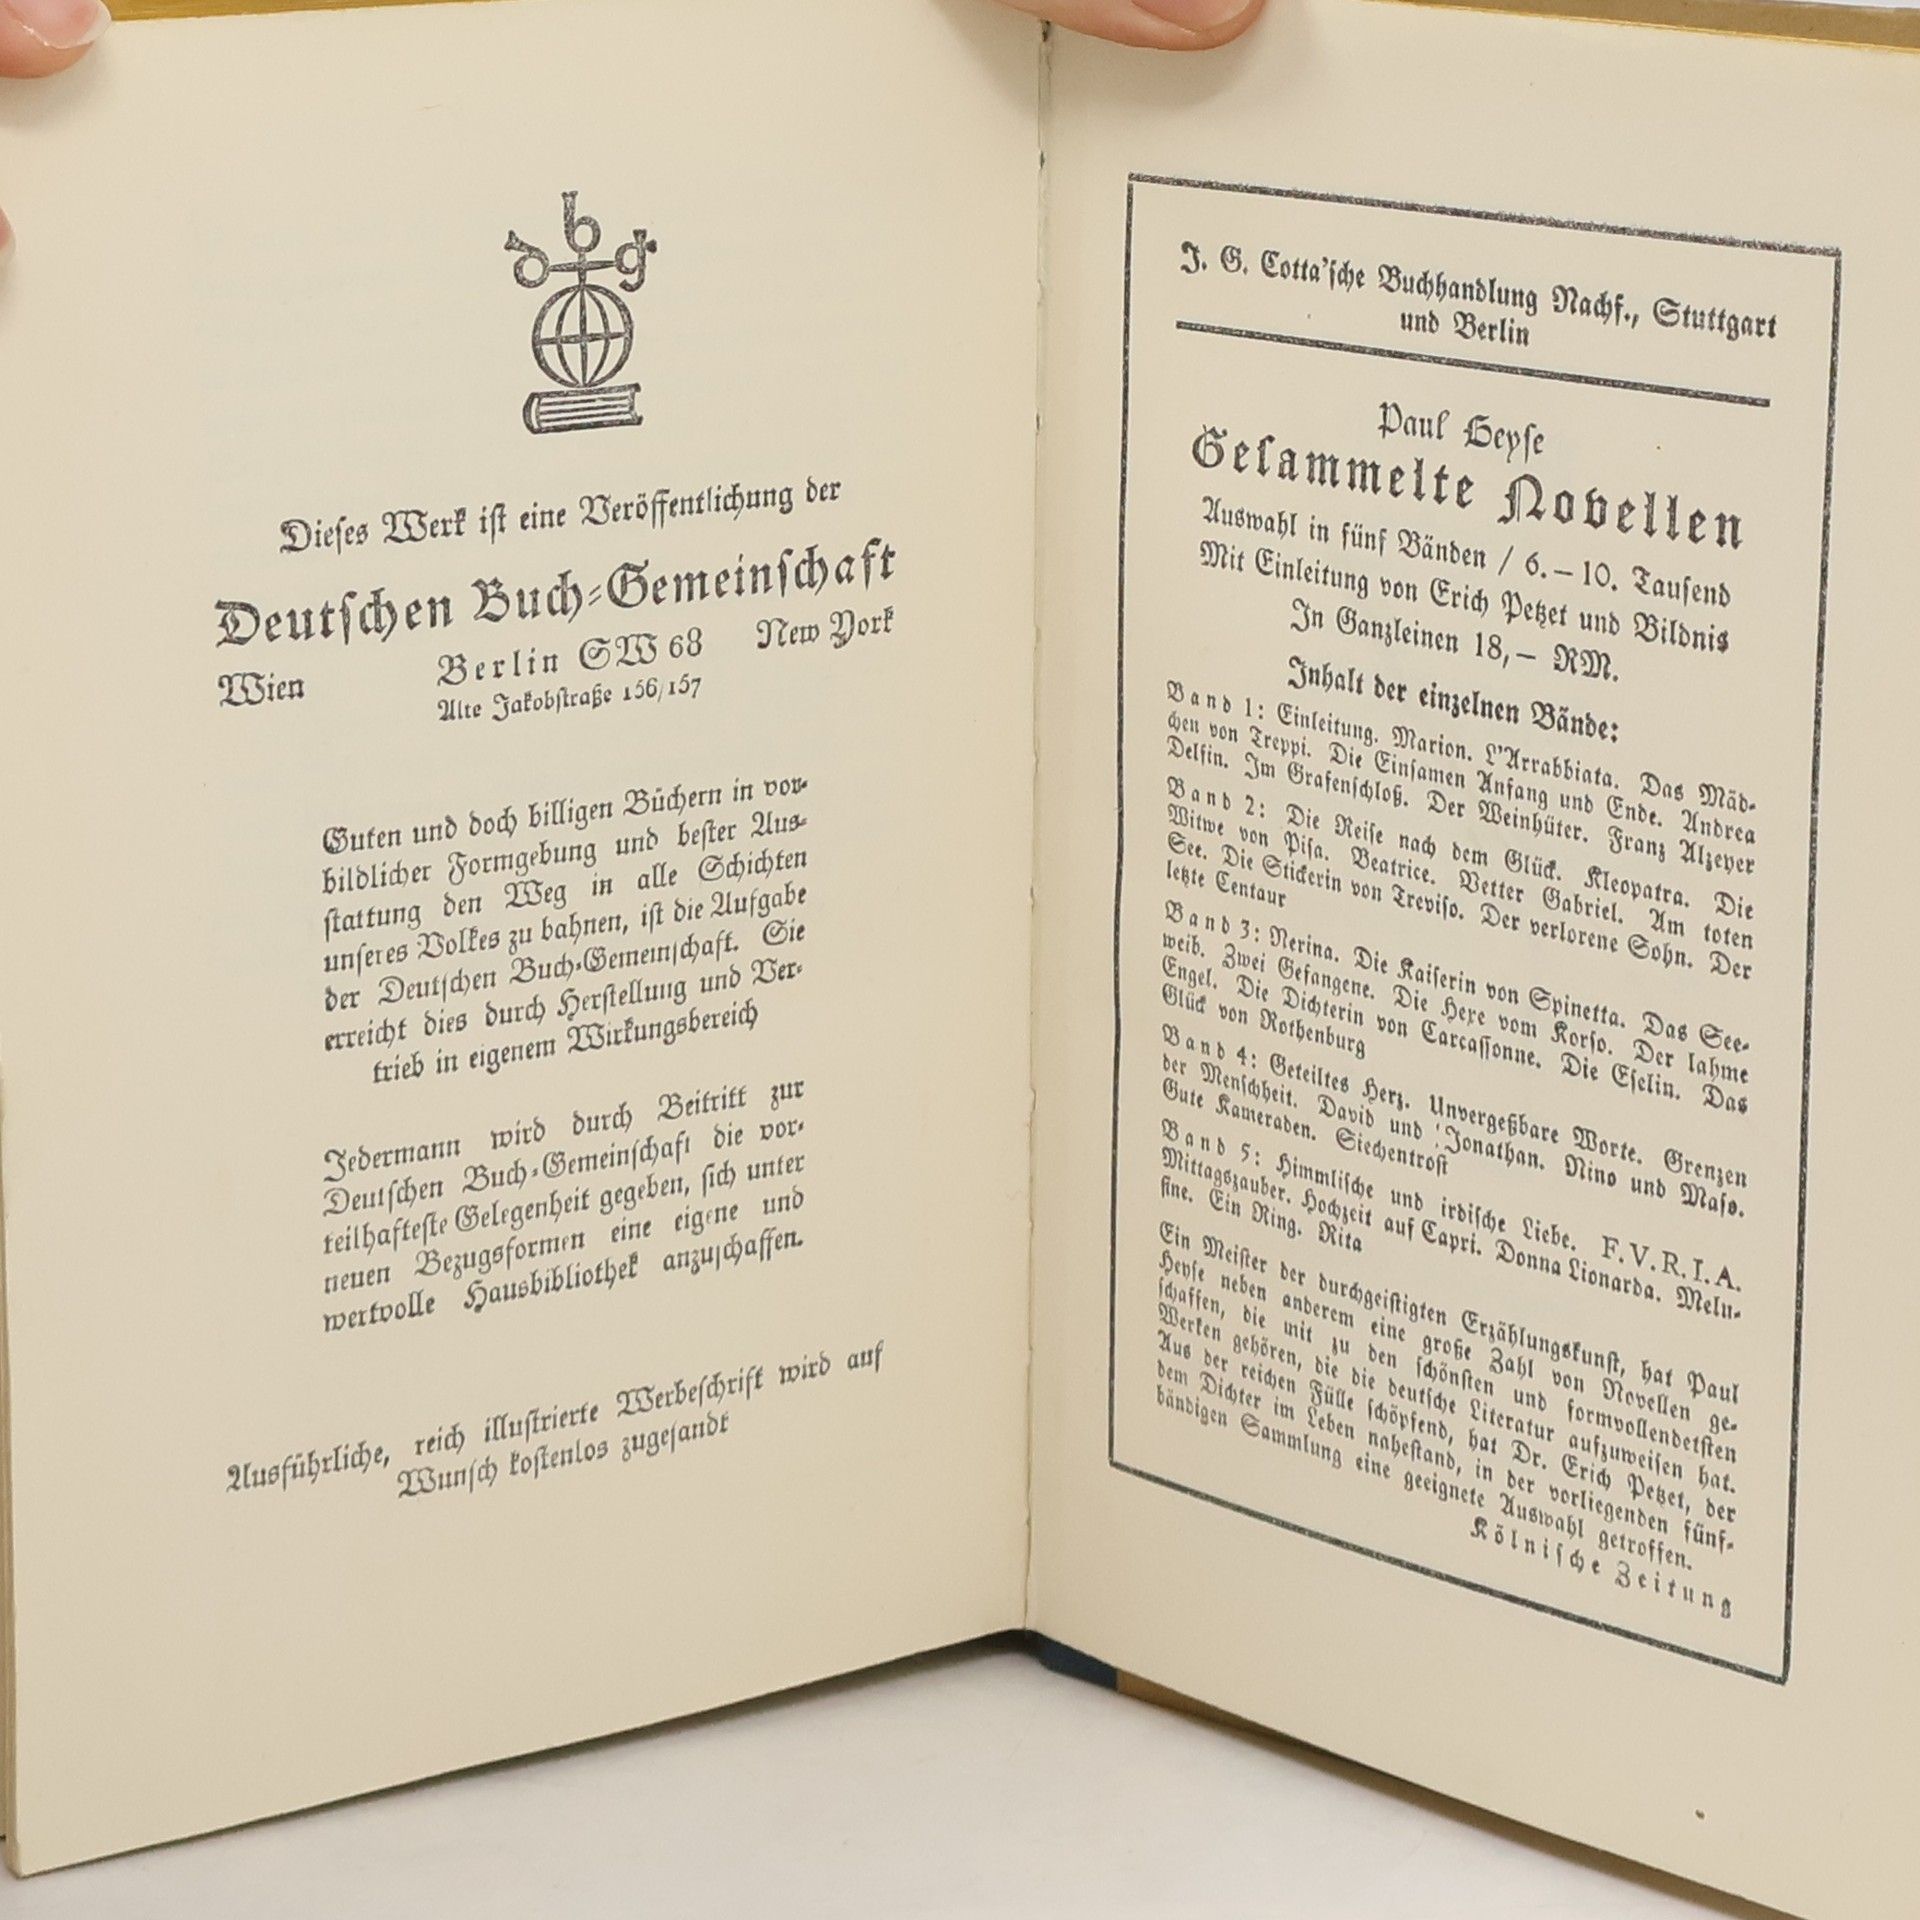 dbg
Dieses Werk ist eine Veröffentlichung der
Deutschen Buch-Gemeinschaft
Berlin SW 68
Wien
New York
Alte Jakobstraße 156/157
Guten und doch billigen Büchern in vor-
bildlicher Formgebung und bester Aus-
stattung den Weg in alle Schichten
unseres Volkes zu bahnen, ist die Aufgabe
der Deutschen Buch-Gemeinschaft. Sie
erreicht dies durch Herstellung und Ver-
trieb in eigenem Wirkungsbereich
Jedermann wird durch Beitritt zur
Deutschen Buch-Gemeinschaft die vor-
teilhafteste Gelegenheit gegeben, sich unter
neuen Bezugsformen eine eigene und
wertvolle Hausbibliothek anzuschaffen.
Ausführliche, reich illustrierte Werbeschrift wird auf
Wunsch kostenlos zugesandt
J. G. Cotta'sche Buchhandlung Nachf., Stuttgart
und Berlin
Paul Heyse
Gesammelte Novellen
Auswahl in fünf Bänden / 6.–10. Tausend
Mit Einleitung von Erich Petzet und Bildnis
In Ganzleinen 18,– RM.
Inhalt der einzelnen Bände:
Band 1: Einleitung. Marion. L'Arrabbiata. Das Mäd-
chen von Treppi. Die Einsamen Anfang und Ende. Andrea
Delfin. Im Grafenschloß. Der Weinhüter. Franz Alzeyer
Band 2: Die Reise nach dem Glück. Kleopatra. Die
Witwe von Pisa. Beatrice. Vetter Gabriel. Am toten
See. Die Stickerin von Treviso. Der verlorene Sohn. Der
letzte Centaur
Band 3: Nerina. Die Kaiserin von Spinetta. Das See-
weib. Zwei Gefangene. Die Hexe vom Korso. Der lahme
Engel. Die Dichterin von Carcassonne. Die Eselin. Das
Glück von Rothenburg
Band 4: Geteiltes Herz. Unvergeßbare Worte. Grenzen
der Menschheit. David und Jonathan. Nino und Maso.
Gute Kameraden. Siechentrost
Band 5: Himmlische und irdische Liebe. F.V.R.I.A.
Mittagszauber. Hochzeit auf Capri. Donna Lionarda. Melu-
sine. Ein Ring. Rita
Ein Meister der durchgeistigten Erzählungskunst, hat Paul
Heyse neben anderem eine große Zahl von Novellen ge-
schaffen, die mit zu den schönsten und formvollendetsten
Werken gehören, die die deutsche Literatur aufzuweisen hat.
Aus der reichen Fülle schöpfend, hat Dr. Erich Petzet, der
dem Dichter im Leben nahestand, in der vorliegenden fünf-
bändigen Sammlung eine geeignete Auswahl getroffen.
Kölnische Zeitung